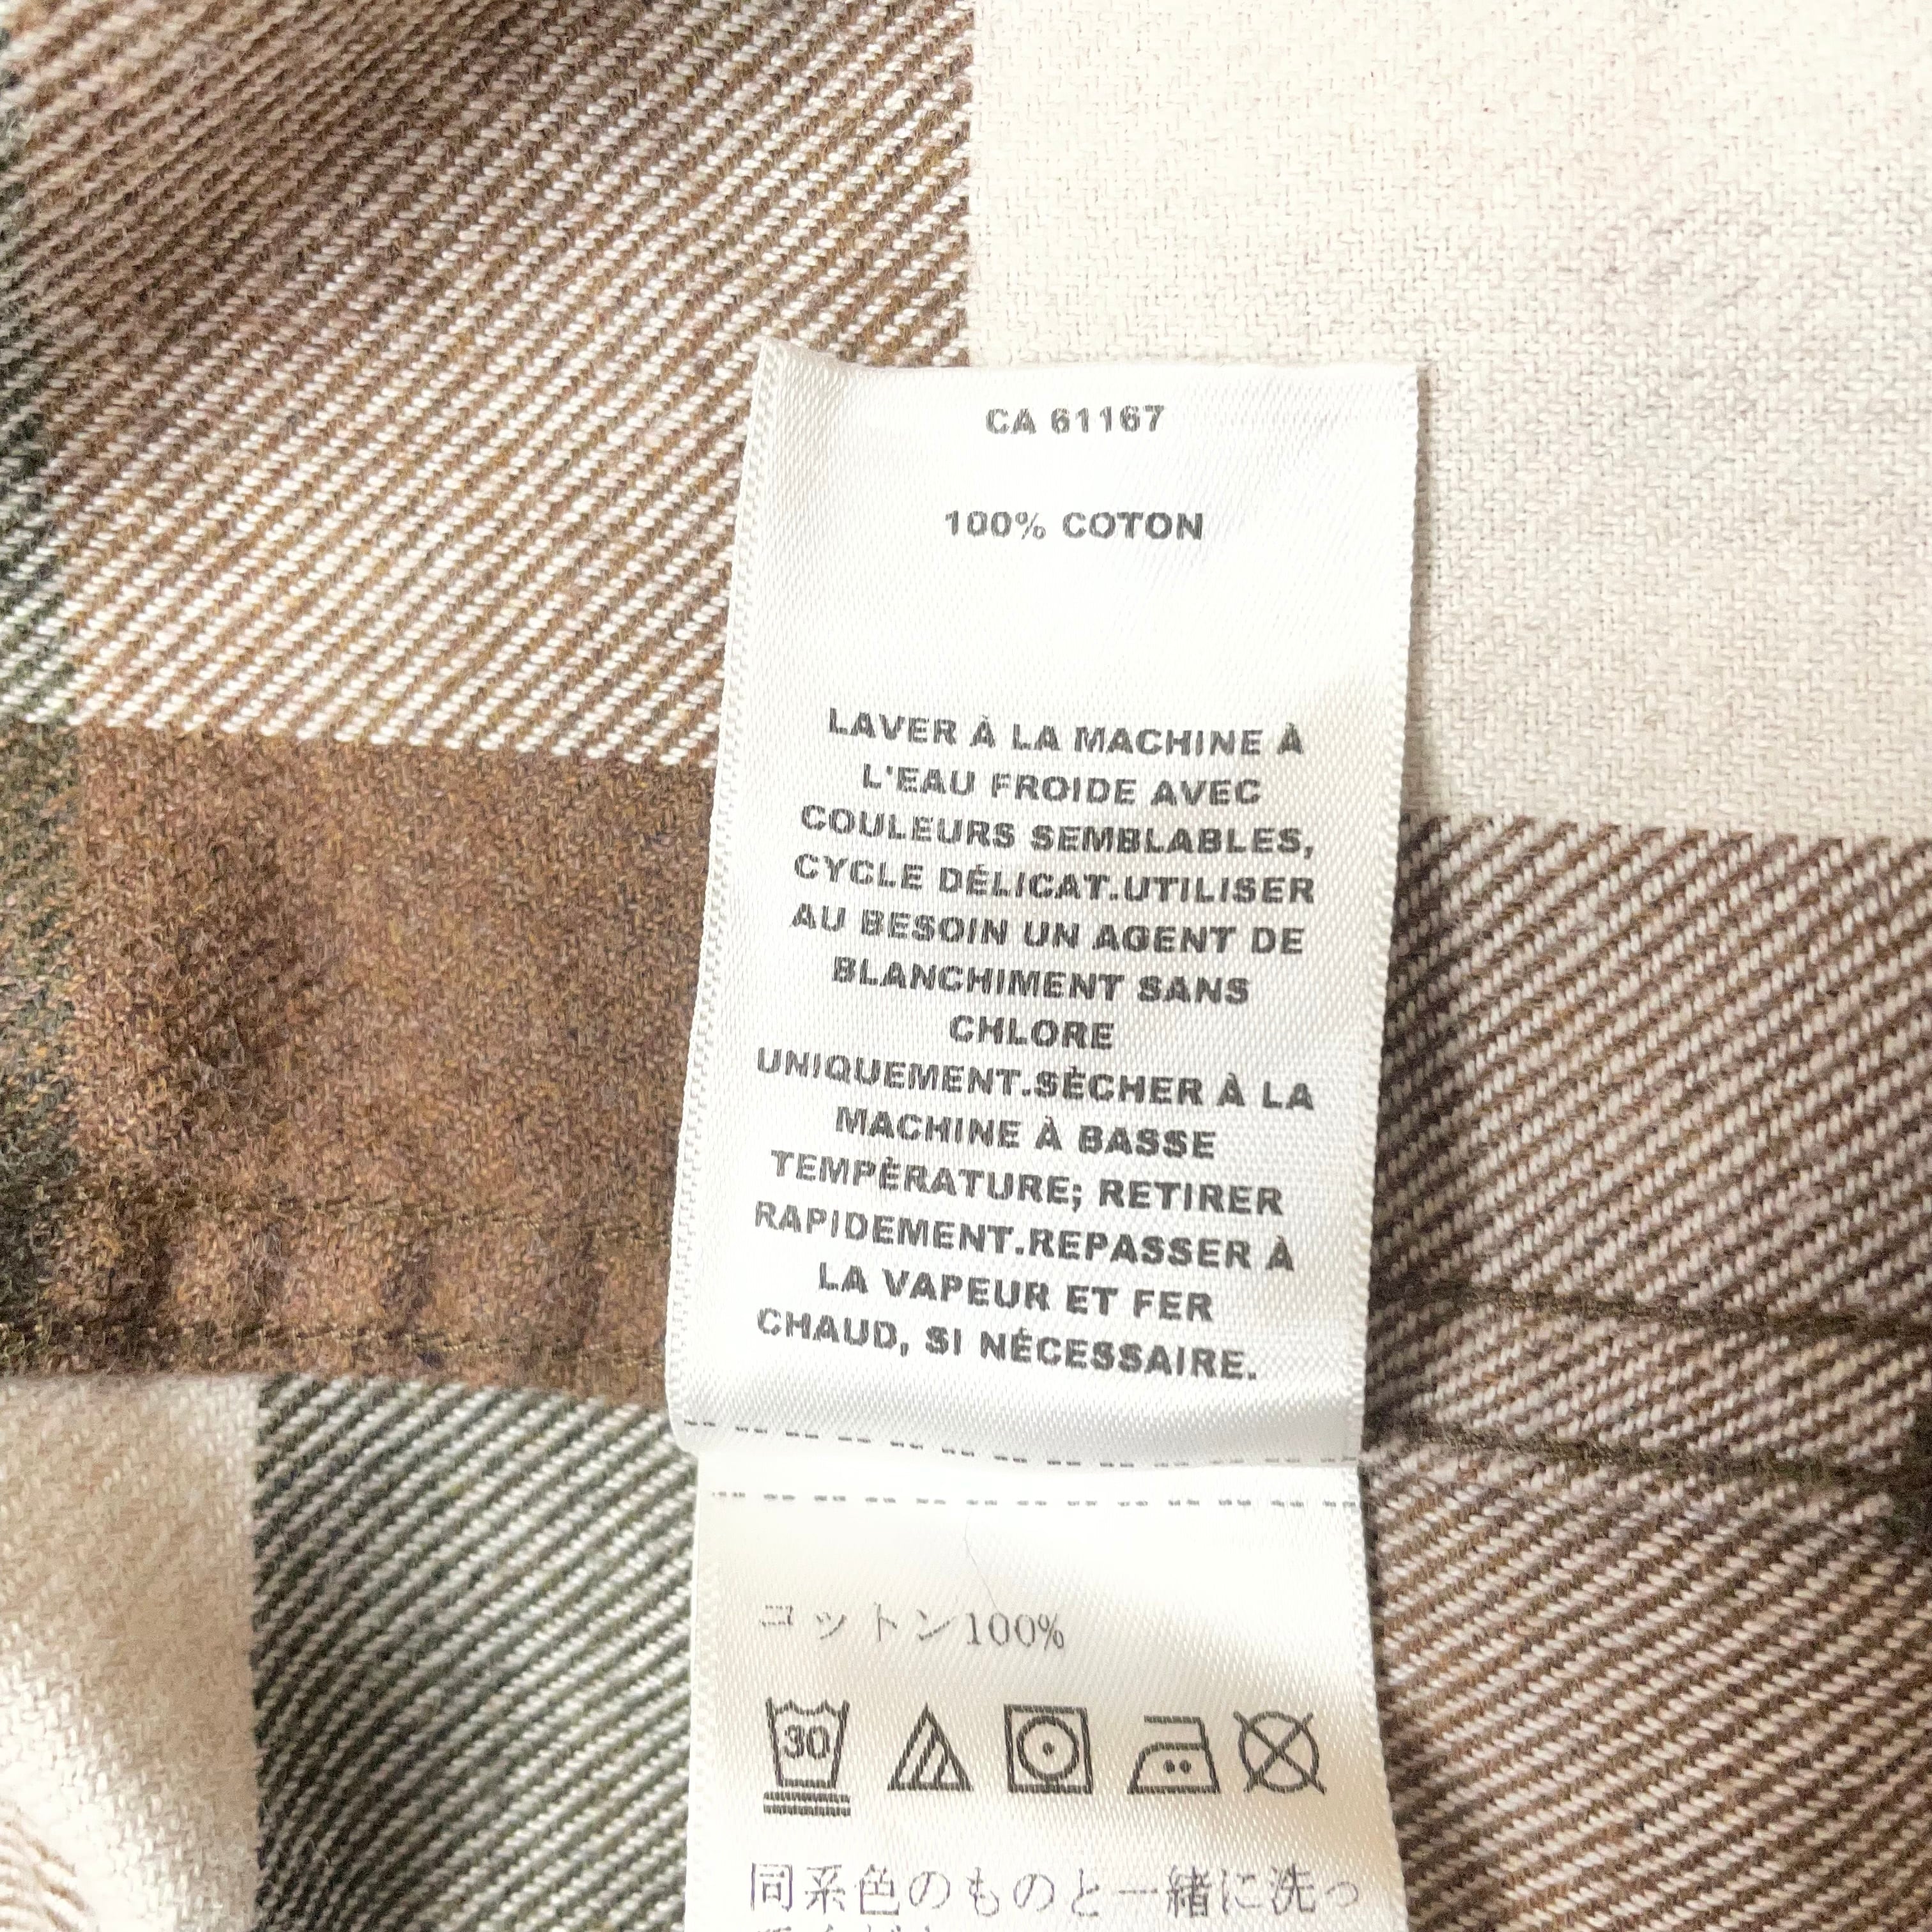 CA 61167
100% COTON
LAVER À LA MACHINE À
L'EAU FROIDE AVEC
COULEURS SEMBLABLES,
CYCLE DÉLICAT.UTILISER
AU BESOIN UN AGENT DE
BLANCHIMENT SANS
CHLORE
UNIQUEMENT.SÉCHER À LA
MACHINE À BASSE
TEMPÉRATURE; RETIRER
RAPIDEMENT.REPASSER À
LA VAPEUR ET FER
CHAUD, SI NÉCESSAIRE.
コットン100%
30
同系色のものと一緒に洗っ